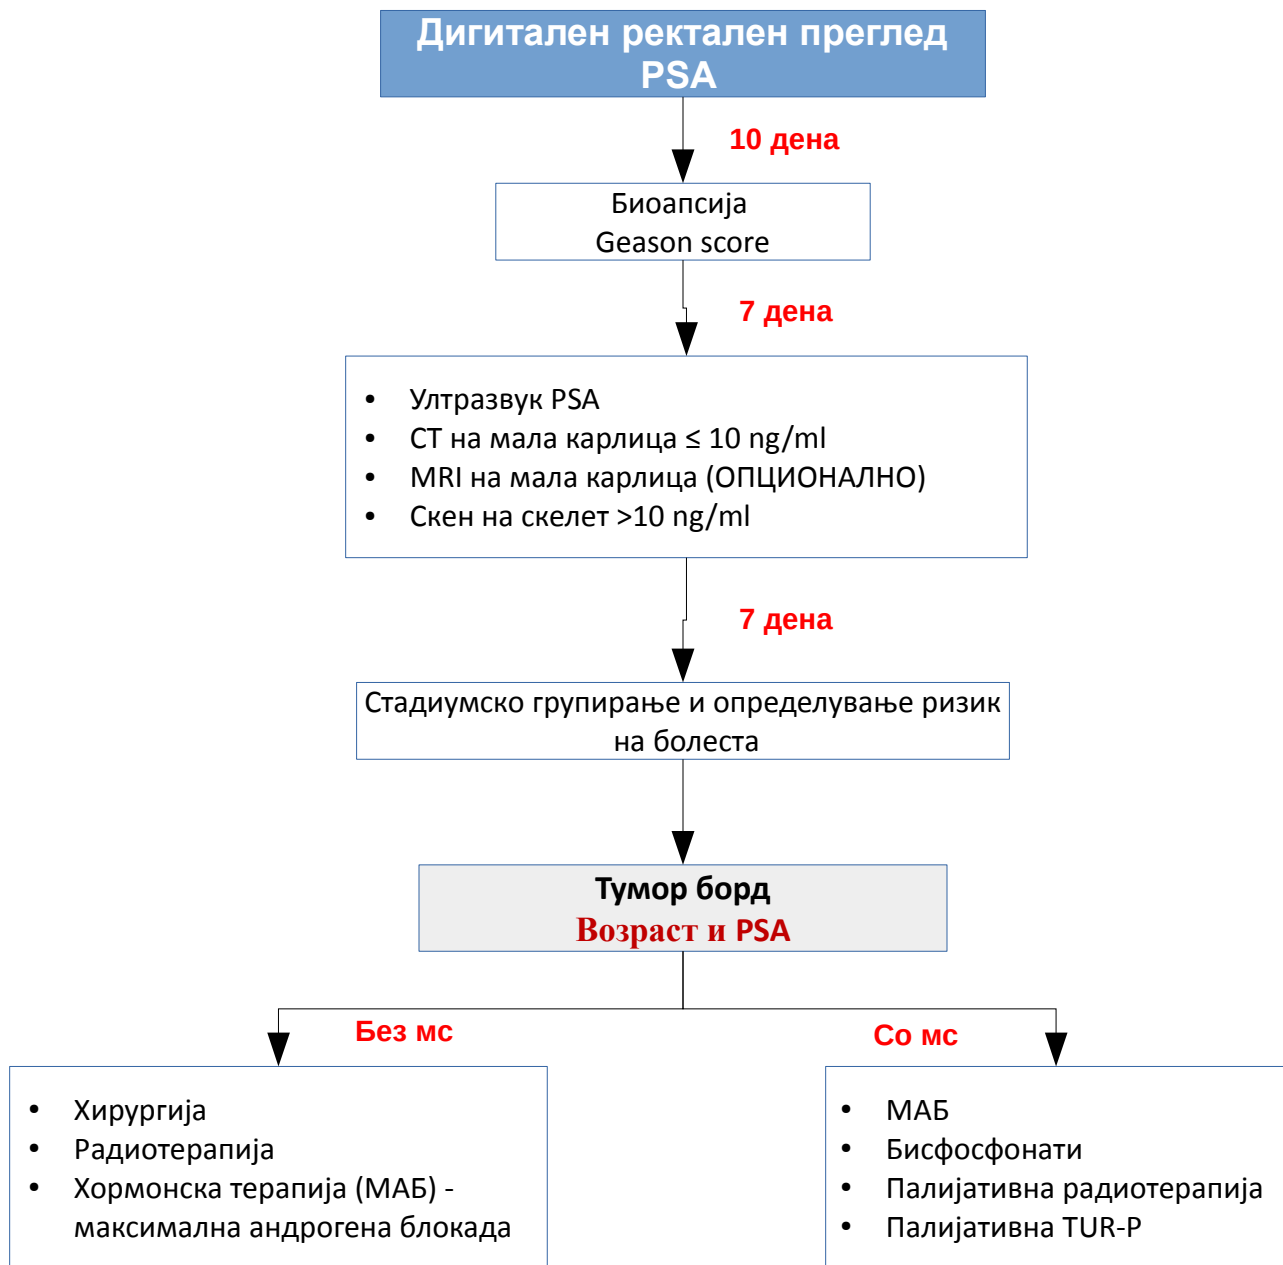 Дигитален ректален преглед
PSA
10 дена
Биоапсија
Geason score
7 дена
• Ултразвук PSA
• СТ на мала карлица ≤ 10 ng/ml
• MRI на мала карлица (ОПЦИОНАЛНО)
• Скен на скелет >10 ng/ml
7 дена
Стадиумско групирање и определување ризик
на болеста
Тумор борд
Возраст и PSA
Без мс
Со мс
• Хирургија
• Радиотерапија
• Хормонска терапија (МАБ) -
максимална андрогена блокада
• МАБ
• Бисфосфонати
• Палијативна радиотерапија
• Палијативна TUR-P